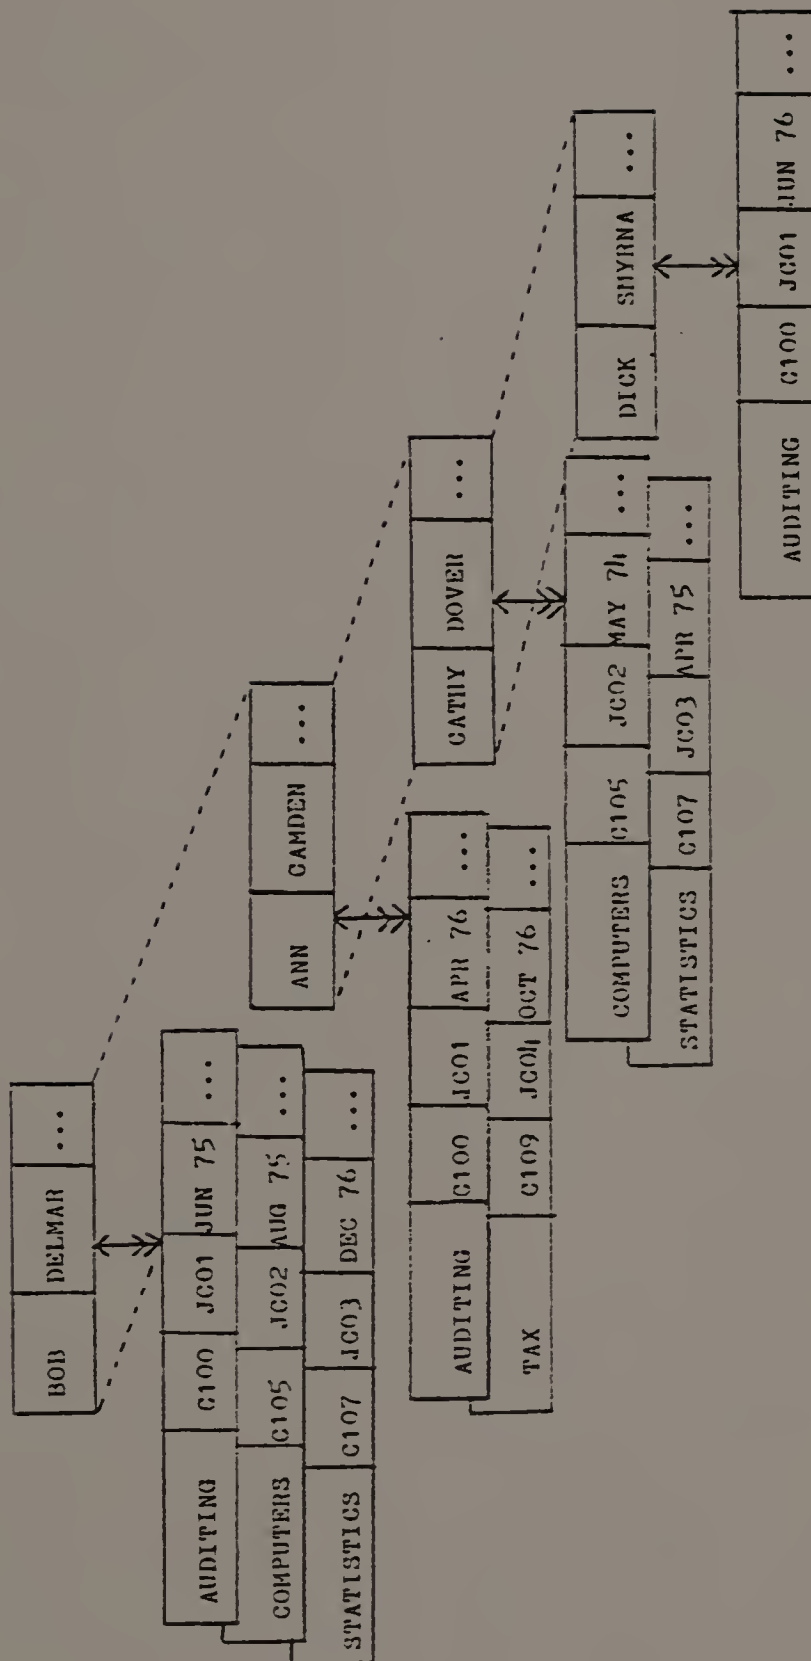 BOB DELMAR ...
AUDITING C100 JC01 JUN 75 ...
COMPUTERS C105 JC02 AUG 75 ...
STATISTICS C107 JC03 DEC 76 ...
ANN CAMDEN ...
AUDITING C100 JC01 APR 76 ...
TAX C109 JC04 OCT 76 ...
CATHY DOVER ...
COMPUTERS C105 JC02 MAY 74 ...
STATISTICS C107 JC03 APR 75 ...
DICK SMYRNA ...
AUDITING C100 JC01 JUN 76 ...